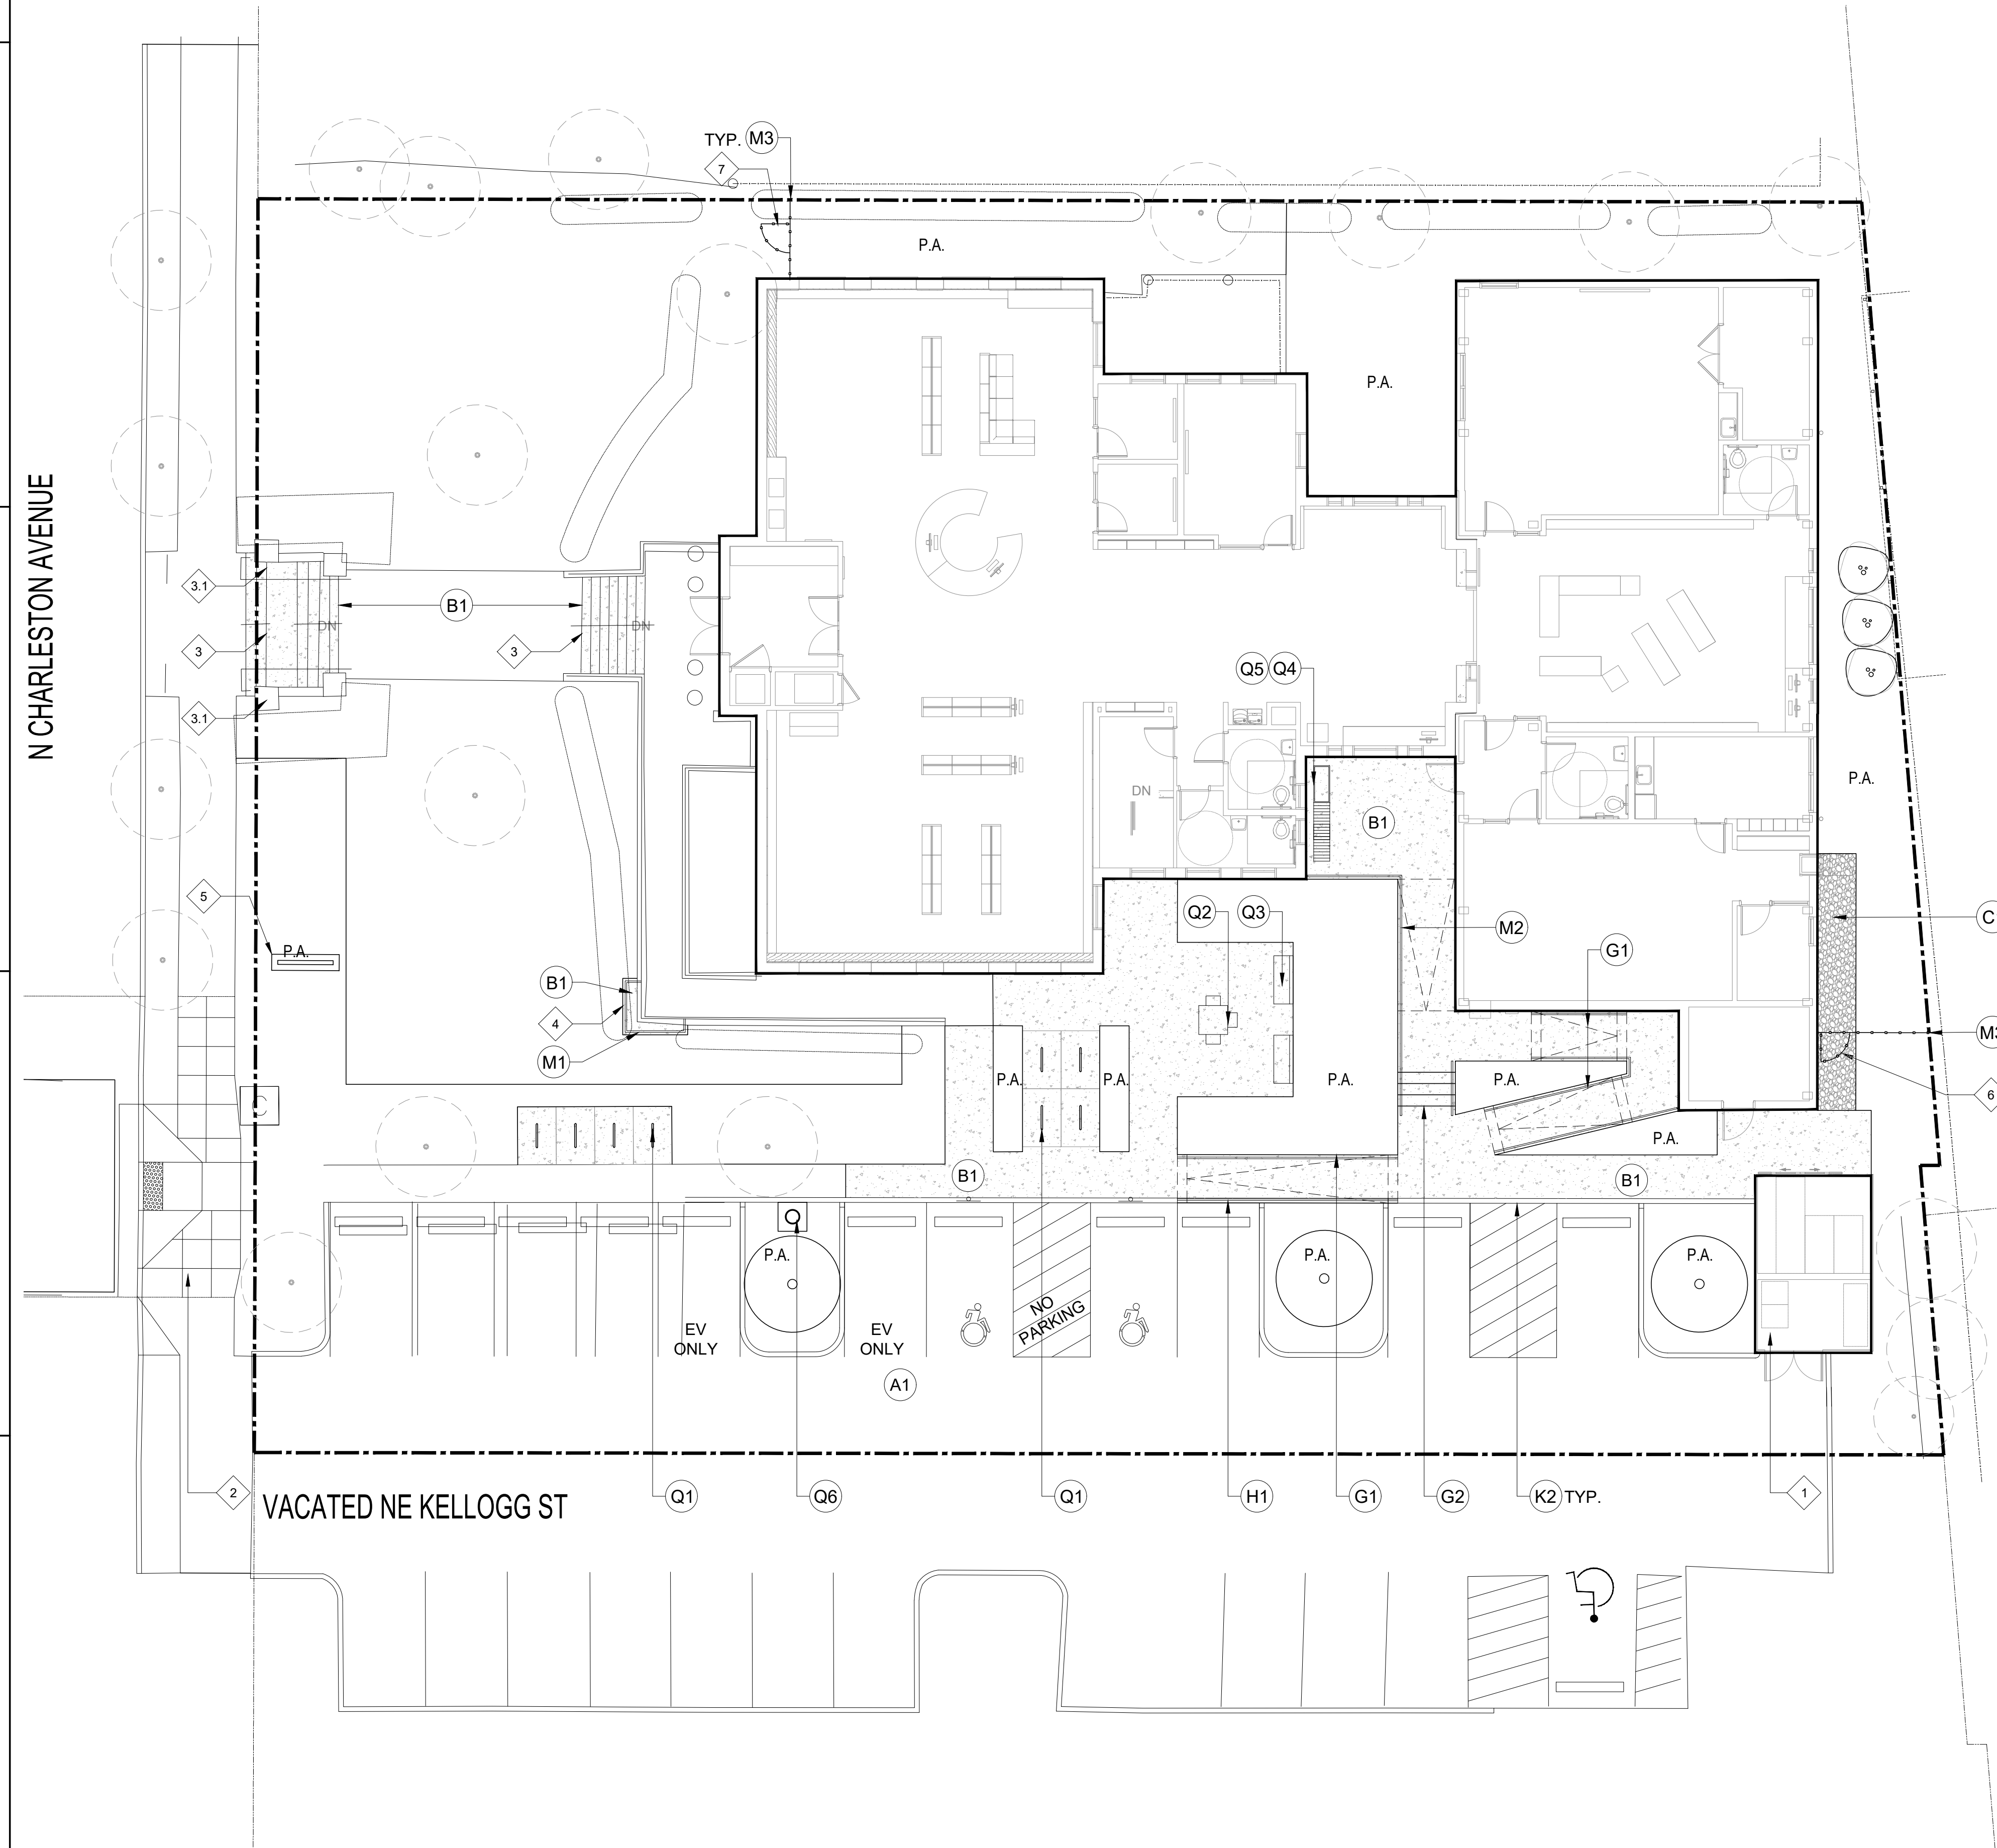 TYP. M3
7
P.A.
P.A.
N CHARLESTON AVENUE
3.1
B1
DN
DN
3
3
3.1
Q5 Q4
P.A.
DN
B1
5
P.A.
Q2
Q3
M2
C
G1
B1
4
M1
M3
P.A.
P.A.
P.A.
P.A.
6
C
P.A.
B1
B1
P.A.
P.A.
P.A.
NO
PARKING
EV
ONLY
EV
ONLY
A1
2
VACATED NE KELLOGG ST
Q1
Q6
Q1
H1
G1
G2
K2 TYP.
1